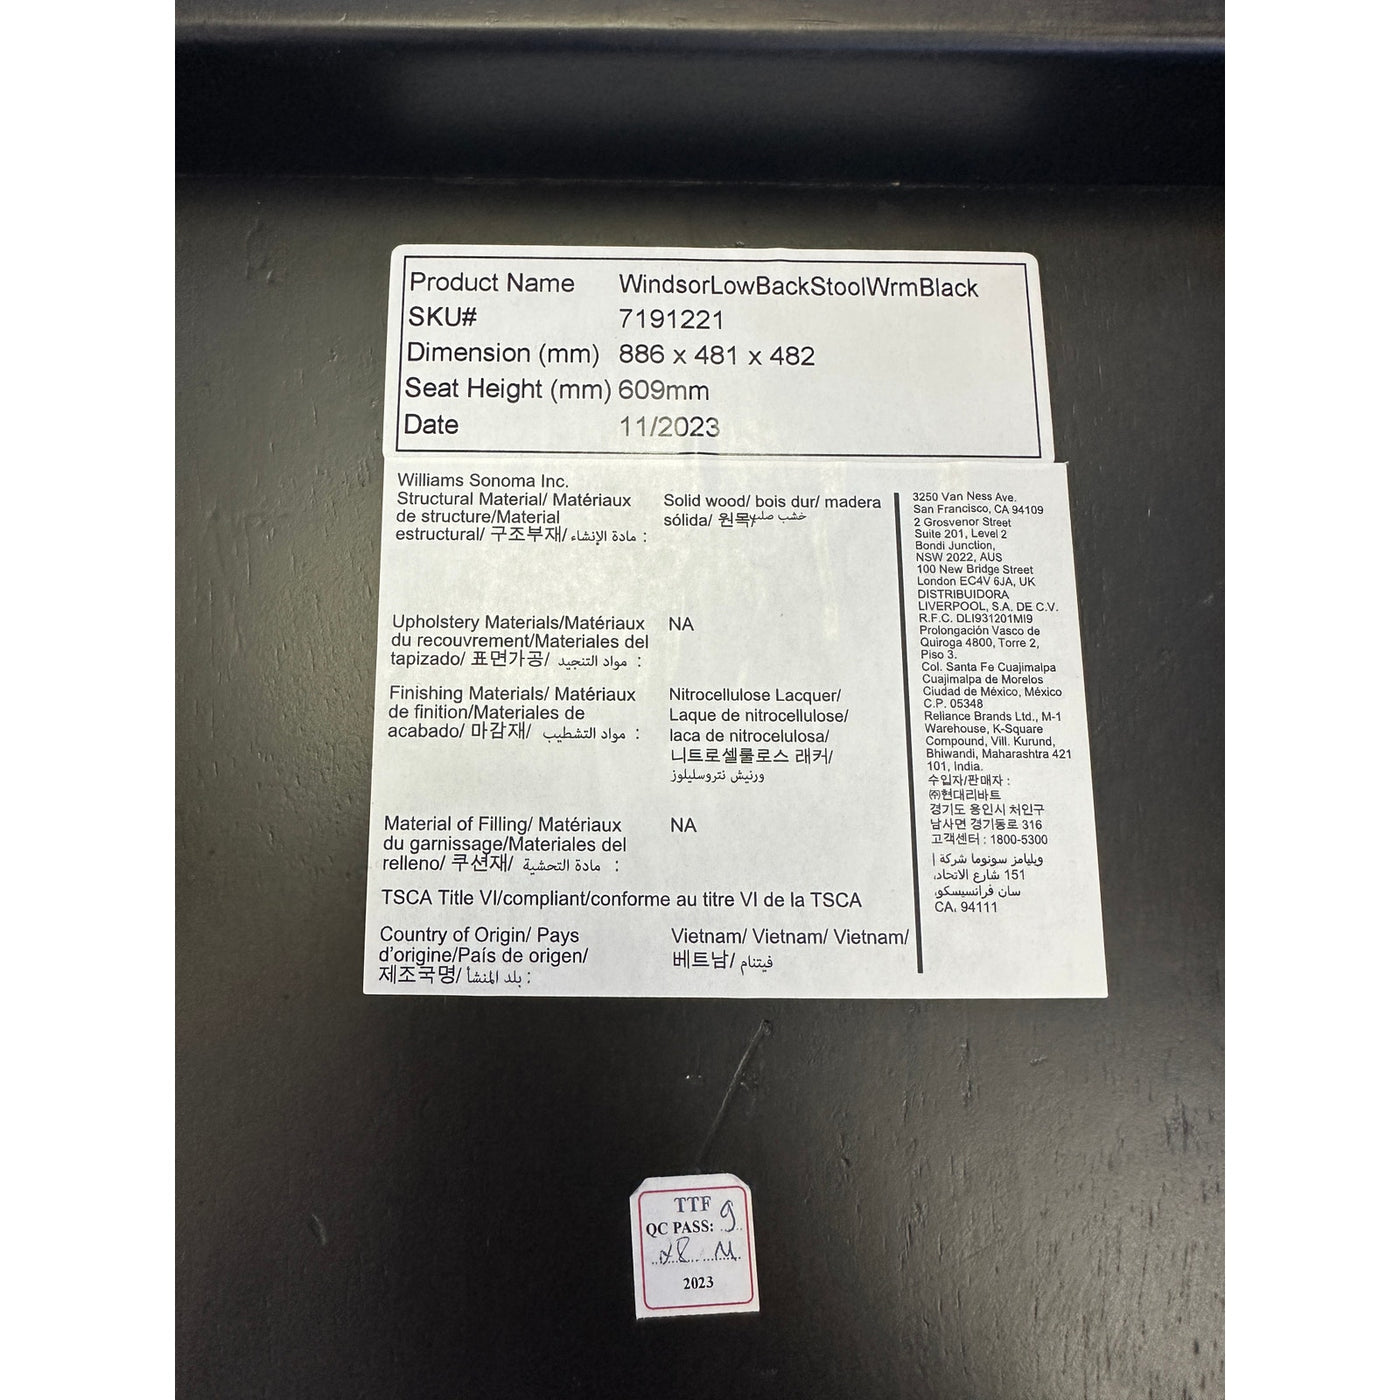 Product Name WindsorLowBackStoolWrmBlack
SKU# 7191221
Dimension (mm) 886 x 481 x 482
Seat Height (mm) 609mm
Date 11/2023
Williams Sonoma Inc.
Structural Material/ Matériaux
de structure/Material
estructural/ 구조부재/ مادة الإنشاء :
Solid wood/ bois dur/ madera
sólida/ 원목/ خشب صلب
Upholstery Materials/Matériaux
du recouvrement/Materiales del
tapizado/ 표면가공/ مواد التنجيد :
NA
Finishing Materials/ Matériaux
de finition/Materiales de
acabado/ 마감재/ مواد التشطيب :
Nitrocellulose Lacquer/
Laque de nitrocellulose/
laca de nitrocelulosa/
니트로셀룰로스 래커/
ورنيش نتروسليلوز
Material of Filling/ Matériaux
du garnissage/Materiales del
relleno/ 쿠션재/ مادة التحشية :
NA
TSCA Title VI/compliant/conforme au titre VI de la TSCA
Country of Origin/ Pays
d'origine/País de origen/
제조국명/ بلد المنشأ :
Vietnam/ Vietnam/ Vietnam/
베트남/ فيتنام
3250 Van Ness Ave.
San Francisco, CA 94109
2 Grosvenor Street
Suite 201, Level 2
Bondi Junction,
NSW 2022, AUS
100 New Bridge Street
London EC4V 6JA, UK
DISTRIBUIDORA
LIVERPOOL, S.A. DE C.V.
R.F.C. DLI931201MI9
Prolongación Vasco de
Quiroga 4800, Torre 2,
Piso 3.
Col. Santa Fe Cuajimalpa
Cuajimalpa de Morelos
Ciudad de México, México
C.P. 05348
Reliance Brands Ltd., M-1
Warehouse, K-Square
Compound, Vill. Kurund,
Bhiwandi, Maharashtra 421
101, India.
수입자/판매자 :
㈜현대리바트
경기도 용인시 처인구
남사면 경기동로 316
고객센터 : 1800-5300
ويليامز سونوما شركة |
151 شارع الاتحاد،
سان فرانسيسكو،
CA، 94111
TTF
QC PASS: 9
2023